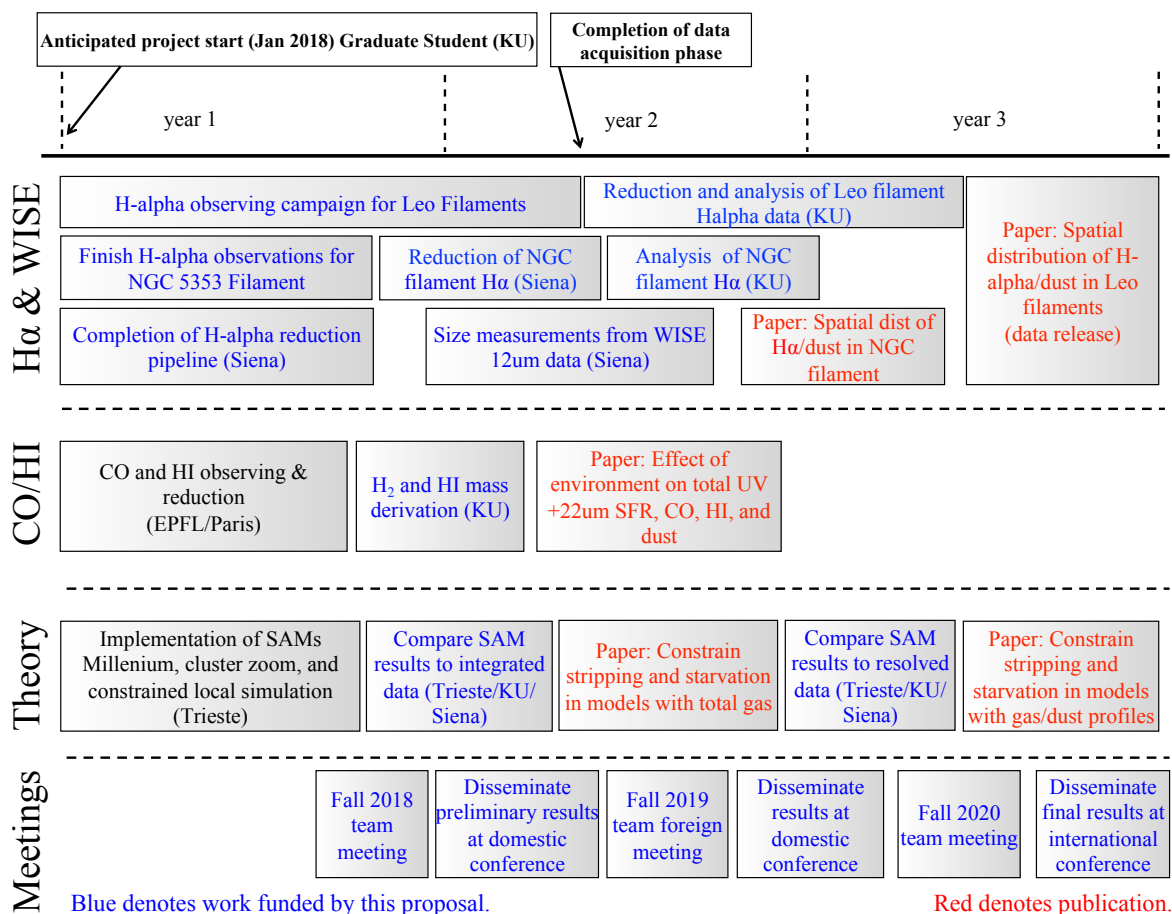 Anticipated project start (Jan 2018) Graduate Student (KU)
Completion of data
acquisition phase
year 1
year 2
year 3
Hα & WISE
H-alpha observing campaign for Leo Filaments
Reduction and analysis of Leo filament
Halpha data (KU)
Paper: Spatial
distribution of H-
alpha/dust in Leo
filaments
(data release)
Finish H-alpha observations for
NGC 5353 Filament
Reduction of NGC
filament Hα (Siena)
Analysis of NGC
filament Hα (KU)
Completion of H-alpha reduction
pipeline (Siena)
Size measurements from WISE
12um data (Siena)
Paper: Spatial dist of
Hα/dust in NGC
filament
CO/HI
CO and HI observing &
reduction
(EPFL/Paris)
H₂ and HI mass
derivation (KU)
Paper: Effect of
environment on total UV
+22um SFR, CO, HI, and
dust
Theory
Implementation of SAMs
Millenium, cluster zoom, and
constrained local simulation
(Trieste)
Compare SAM
results to integrated
data (Trieste/KU/
Siena)
Paper: Constrain
stripping and starvation
in models with total gas
Compare SAM
results to resolved
data (Trieste/KU/
Siena)
Paper: Constrain
stripping and
starvation in models
with gas/dust profiles
Meetings
Fall 2018
team
meeting
Disseminate
preliminary results
at domestic
conference
Fall 2019
team foreign
meeting
Disseminate
results at
domestic
conference
Fall 2020
team meeting
Disseminate
final results at
international
conference
Blue denotes work funded by this proposal.
Red denotes publication.